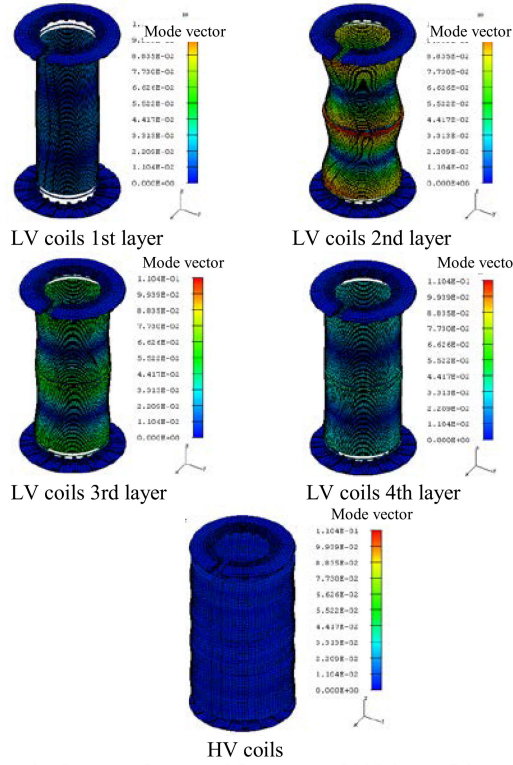 Mode vector
Mode vector
8.835E-02
7.730E-02
6.626E-02
5.522E-02
4.417E-02
3.313E-02
2.209E-02
1.104E-02
0.000E+00
8.835E-02
7.730E-02
6.626E-02
5.522E-02
4.417E-02
3.313E-02
2.209E-02
1.104E-02
0.000E+00
LV coils 1st layer
LV coils 2nd layer
Mode vector
Mode vecto
1.104E-01
9.939E-02
8.835E-02
7.730E-02
6.626E-02
5.522E-02
4.417E-02
3.313E-02
2.209E-02
1.104E-02
0.000E+00
1.104E-01
9.939E-02
8.835E-02
7.730E-02
6.626E-02
5.522E-02
4.417E-02
3.313E-02
2.209E-02
1.104E-02
0.000E+00
LV coils 3rd layer
LV coils 4th layer
Mode vector
1.104E-01
9.939E-02
8.835E-02
7.730E-02
6.626E-02
5.522E-02
4.417E-02
3.313E-02
2.209E-02
1.104E-02
0.000E+00
HV coils